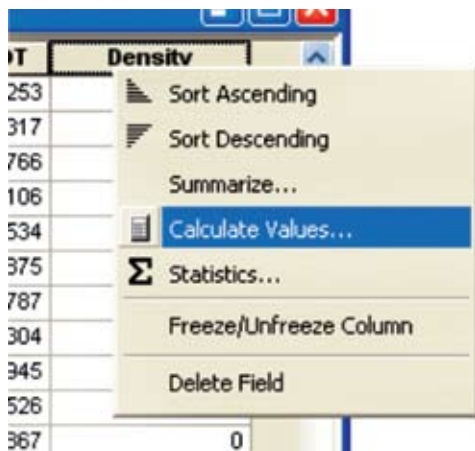 Density
253
Sort Ascending
317
Sort Descending
766
106
Summarize...
534
Calculate Values...
375
Σ Statistics...
787
304
Freeze/Unfreeze Column
945
Delete Field
526
367 0